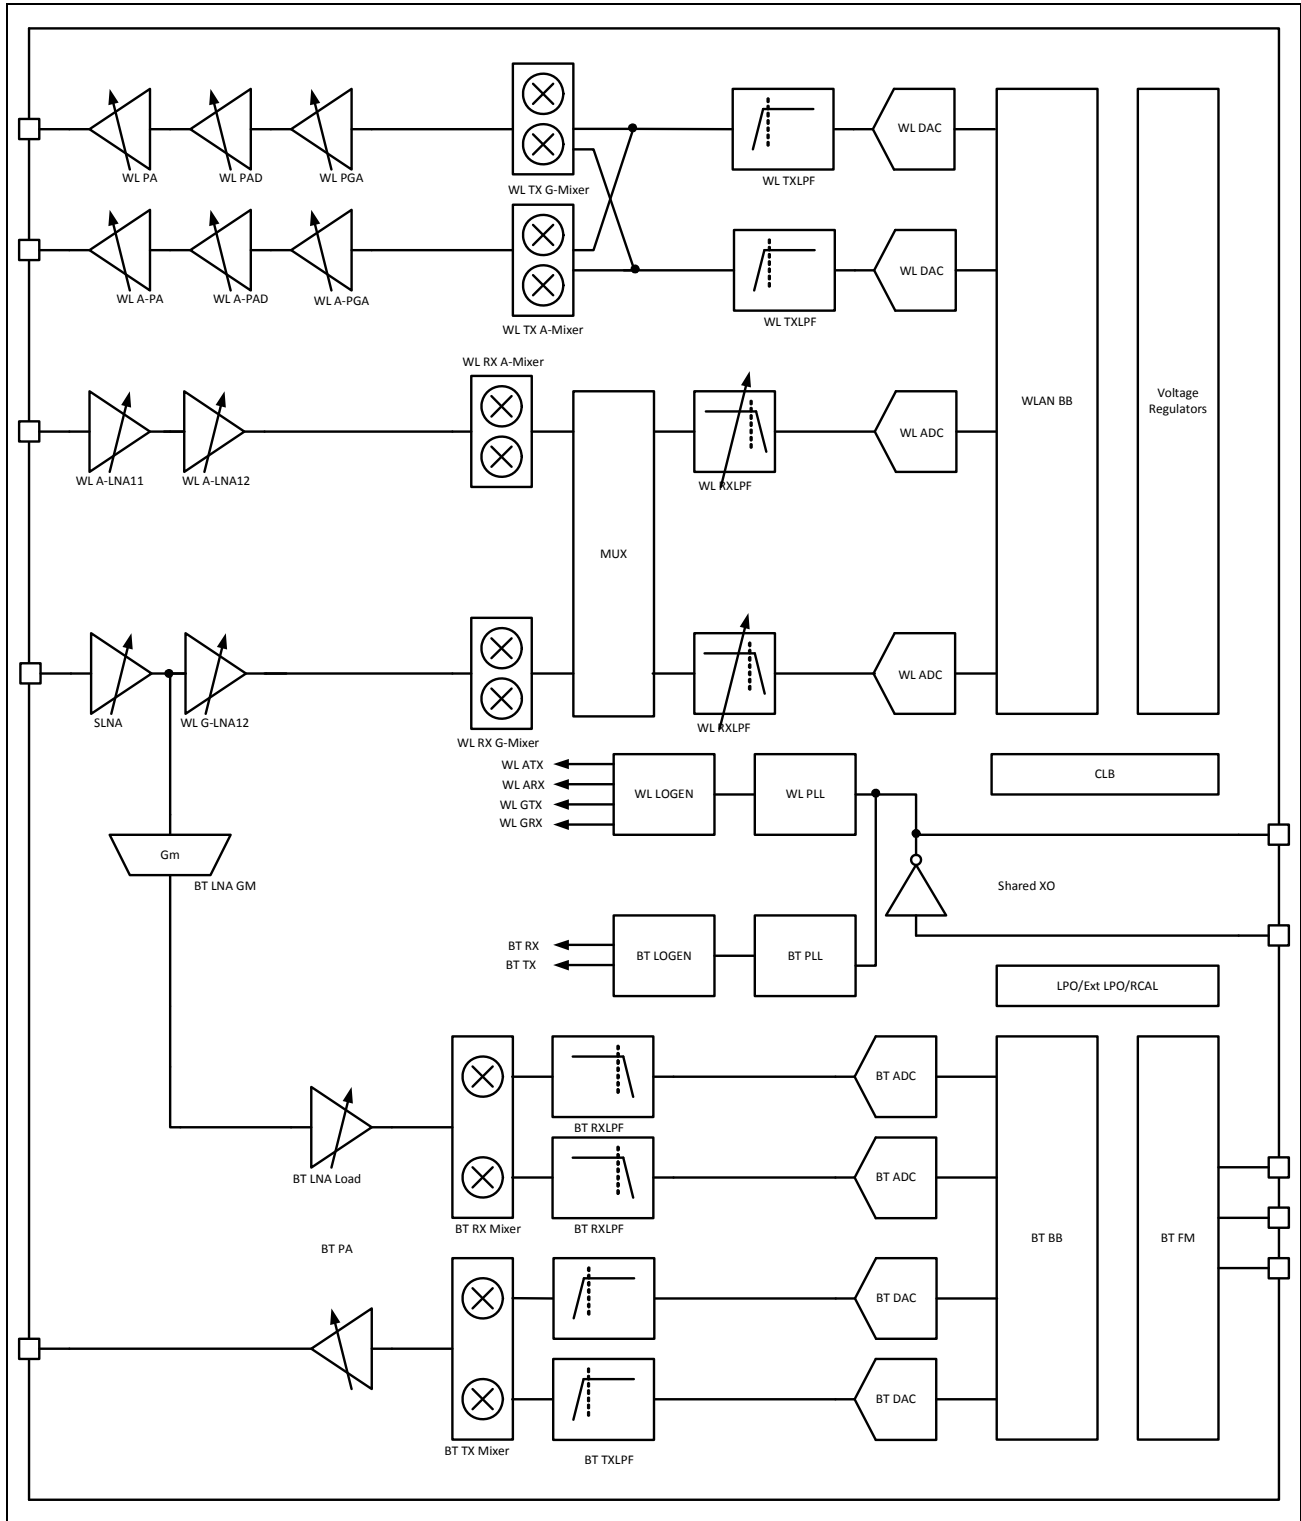 WL DAC
WL PA
WL PAD
WL PGA
WL TX G-Mixer
WL TXLPF
WL DAC
WL A-PA
WL A-PAD
WL A-PGA
WL TX A-Mixer
WL TXLPF
WL RX A-Mixer
WLAN BB
Voltage
Regulators
WL ADC
WL A-LNA11
WL A-LNA12
WL RXLPF
MUX
WL ADC
SLNA
WL G-LNA12
WL RX G-Mixer
WL RXLPF
WL ATX
WL ARX
WL GTX
WL GRX
WL LOGEN
WL PLL
CLB
Gm
BT LNA GM
Shared XO
BT RX
BT TX
BT LOGEN
BT PLL
LPO/Ext LPO/RCAL
BT ADC
BT RXLPF
BT LNA Load
BT ADC
BT RX Mixer
BT RXLPF
BT PA
BT BB
BT FM
BT DAC
BT DAC
BT TX Mixer
BT TXLPF